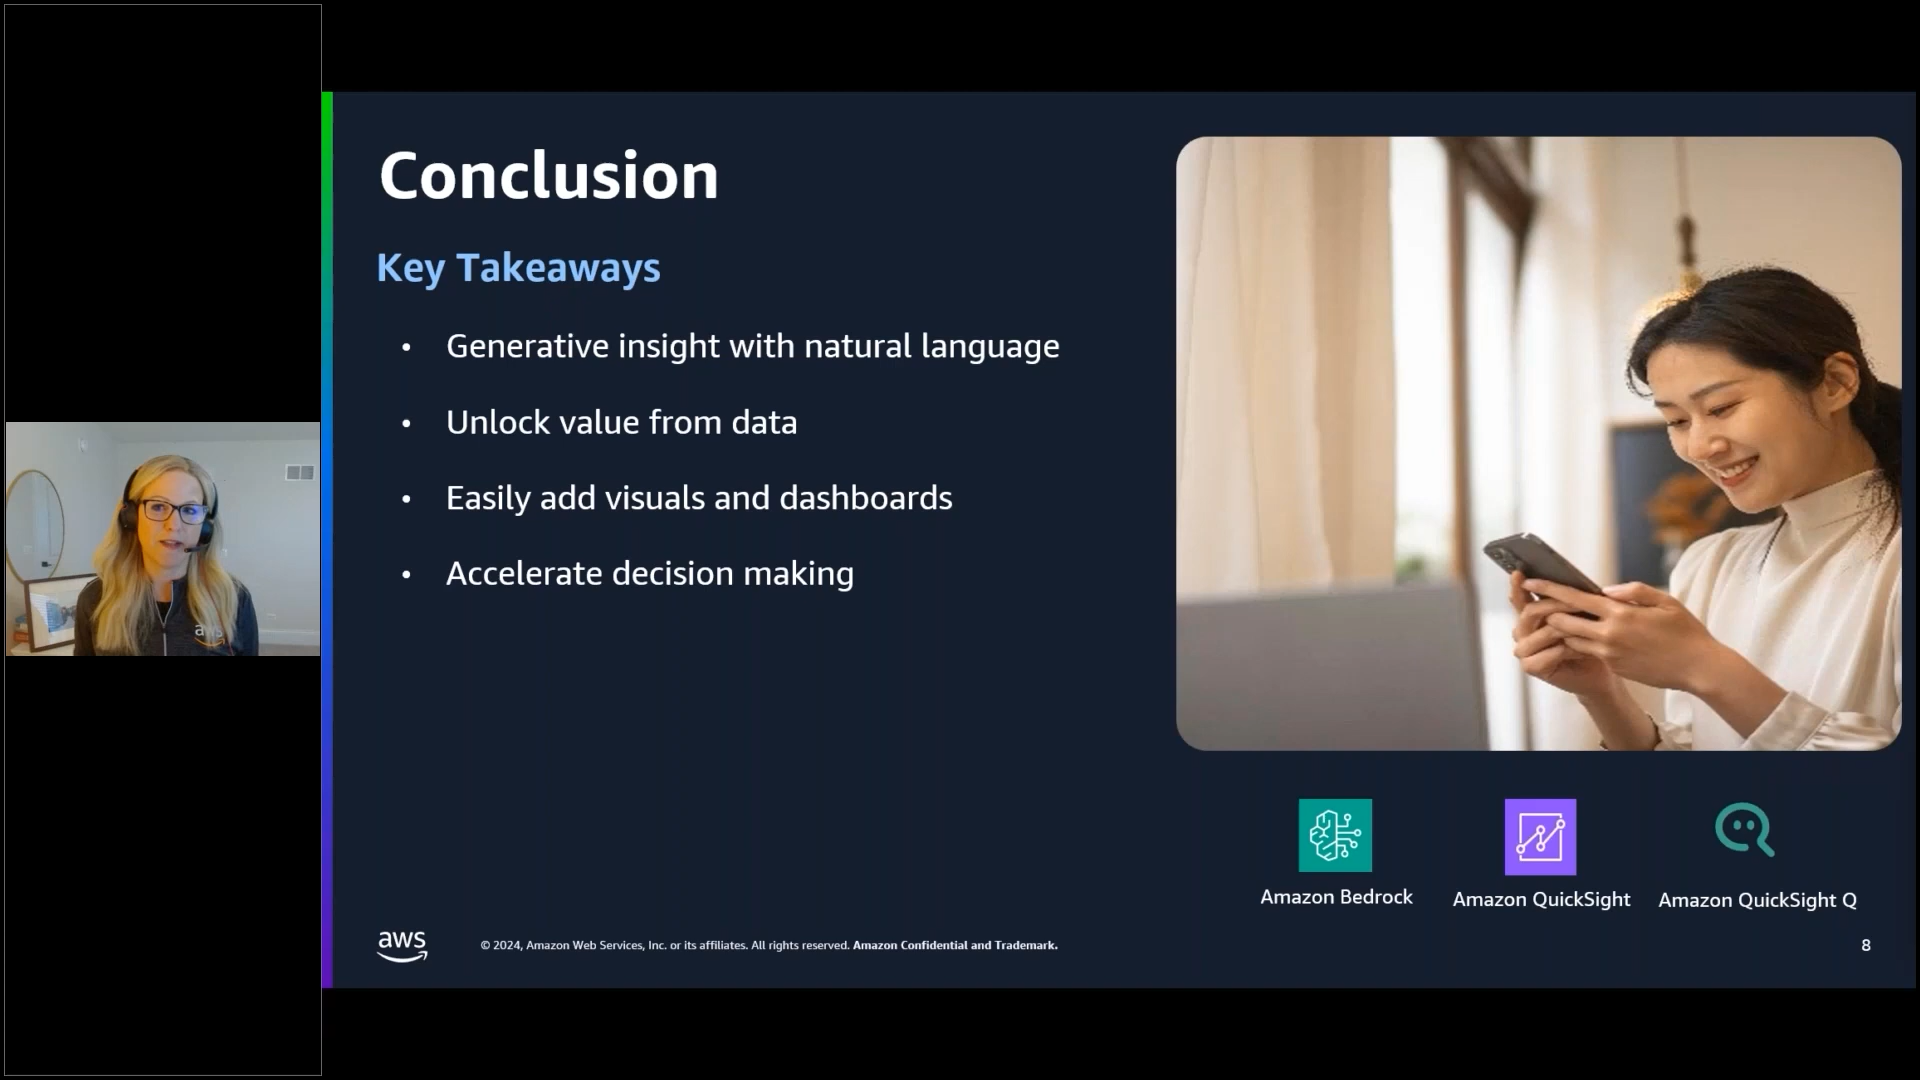 Conclusion
Key Takeaways
• Generative insight with natural language
• Unlock value from data
• Easily add visuals and dashboards
• Accelerate decision making
aws
Amazon Bedrock
Amazon QuickSight
Amazon QuickSight Q
aws
© 2024, Amazon Web Services, Inc. or its affiliates. All rights reserved. Amazon Confidential and Trademark.
8